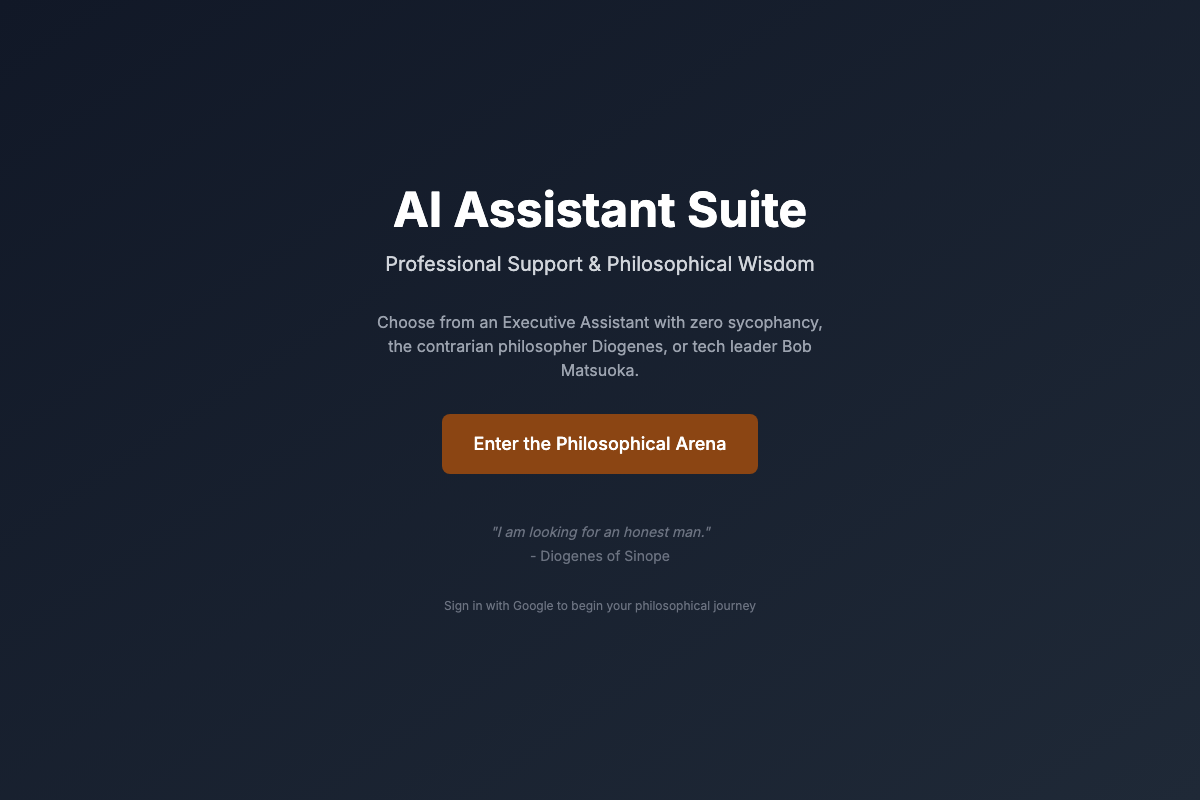 AI Assistant Suite
Professional Support & Philosophical Wisdom
Choose from an Executive Assistant with zero sycophancy,
the contrarian philosopher Diogenes, or tech leader Bob
Matsuoka.
Enter the Philosophical Arena
"I am looking for an honest man."
- Diogenes of Sinope
Sign in with Google to begin your philosophical journey